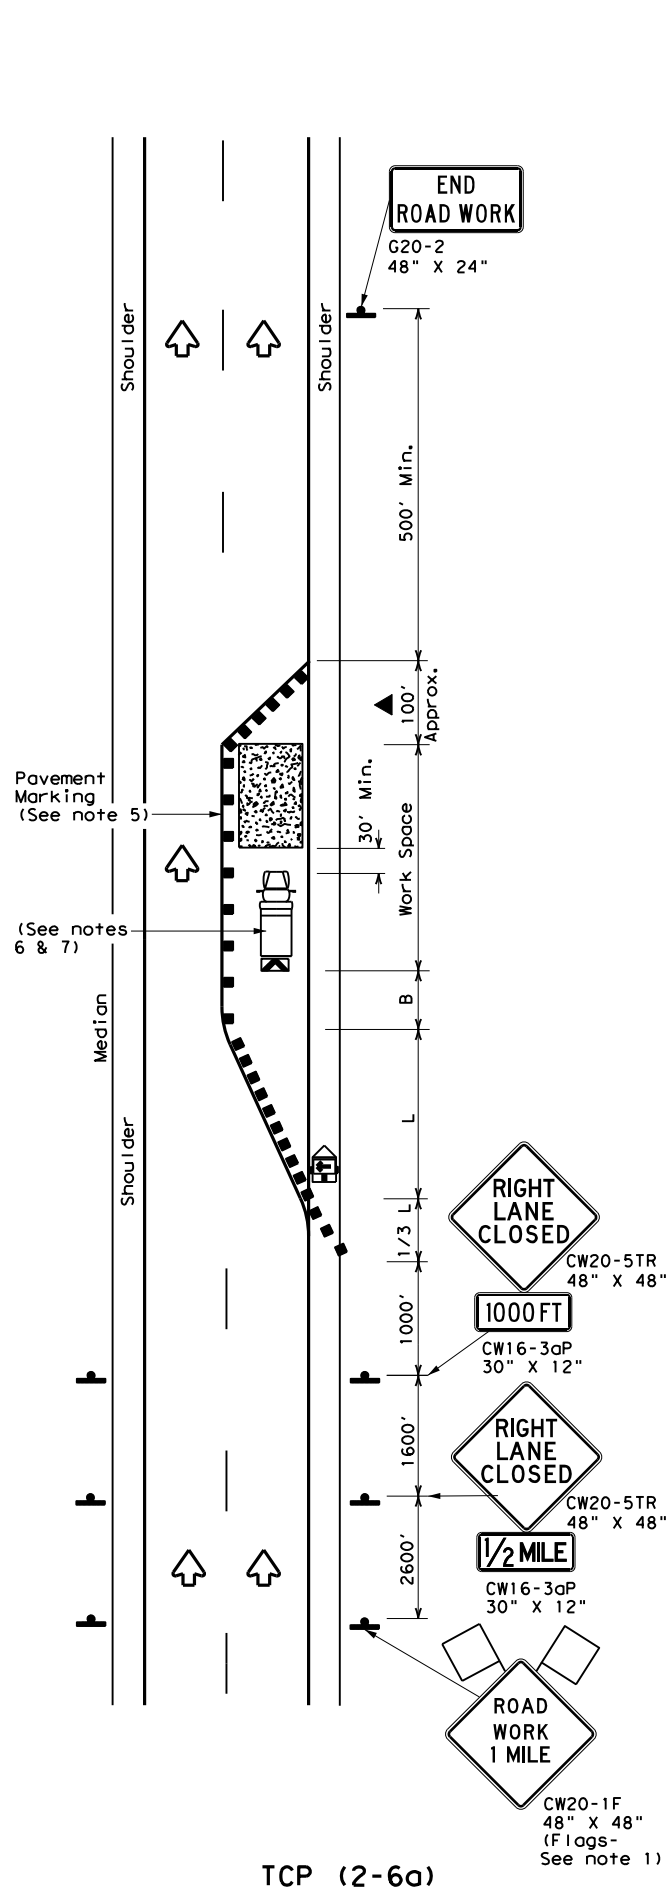 END
ROAD WORK
G20-2
48" X 24"
Shoulder
Shoulder
500' Min.
100'
Approx.
30' Min.
Work Space
Pavement
Marking
(See note 5)
(See notes
6 & 7)
B
Median
Shoulder
L
1/3 L
RIGHT
LANE
CLOSED
CW20-5TR
48" X 48"
1000 FT
CW16-3aP
30" X 12"
1000'
RIGHT
LANE
CLOSED
CW20-5TR
48" X 48"
1/2 MILE
CW16-3aP
30" X 12"
1600'
2600'
ROAD
WORK
1 MILE
CW20-1F
48" X 48"
(Flags-
See note 1)
TCP (2-6a)